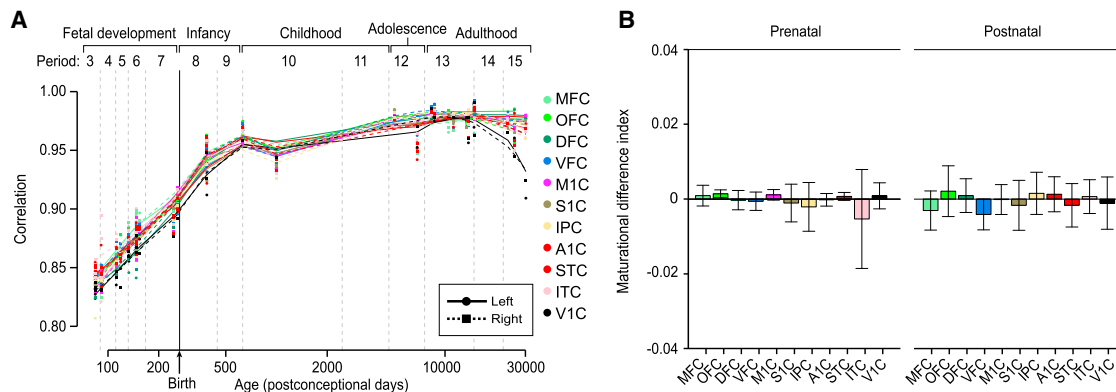 A
Fetal development Infancy Childhood Adolescence Adulthood
Period: 3 4 5 6 7 8 9 10 11 12 13 14 15
Correlation
1.00
0.95
0.90
0.85
0.80
100 200 500 2000 10000 30000
Birth
Age (postconceptional days)
MFC
OFC
DFC
VFC
M1C
S1C
IPC
A1C
STC
ITC
V1C
Left
Right
B
Prenatal Postnatal
Maturational difference index
0.04
0.02
0
-0.02
-0.04
MFC OFC DFC VFC M1C S1C IPC A1C STC ITC V1C
MFC OFC DFC VFC M1C S1C IPC A1C STC ITC V1C